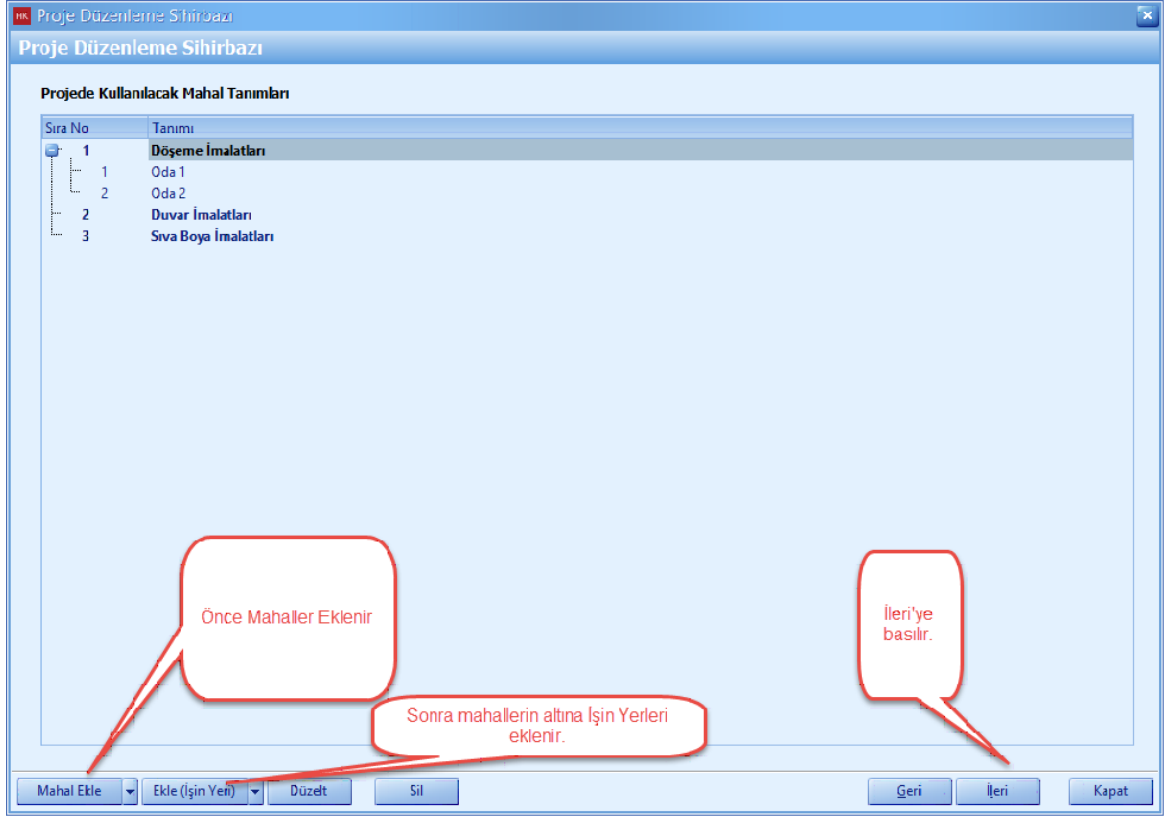 HK Proje Düzenleme Sihirbazı
Proje Düzenleme Sihirbazı
Projede Kullanılacak Mahal Tanımları
Sıra No Tanımı
1 Döşeme İmalatları
1 Oda 1
2 Oda 2
2 Duvar İmalatları
3 Sıva Boya İmalatları
Önce Mahaller Eklenir
İleri'ye
basılır.
Sonra mahallerin altına İşin Yerleri
eklenir.
Mahal Ekle Ekle (İşin Yeri) Düzelt Sil Geri İleri Kapat